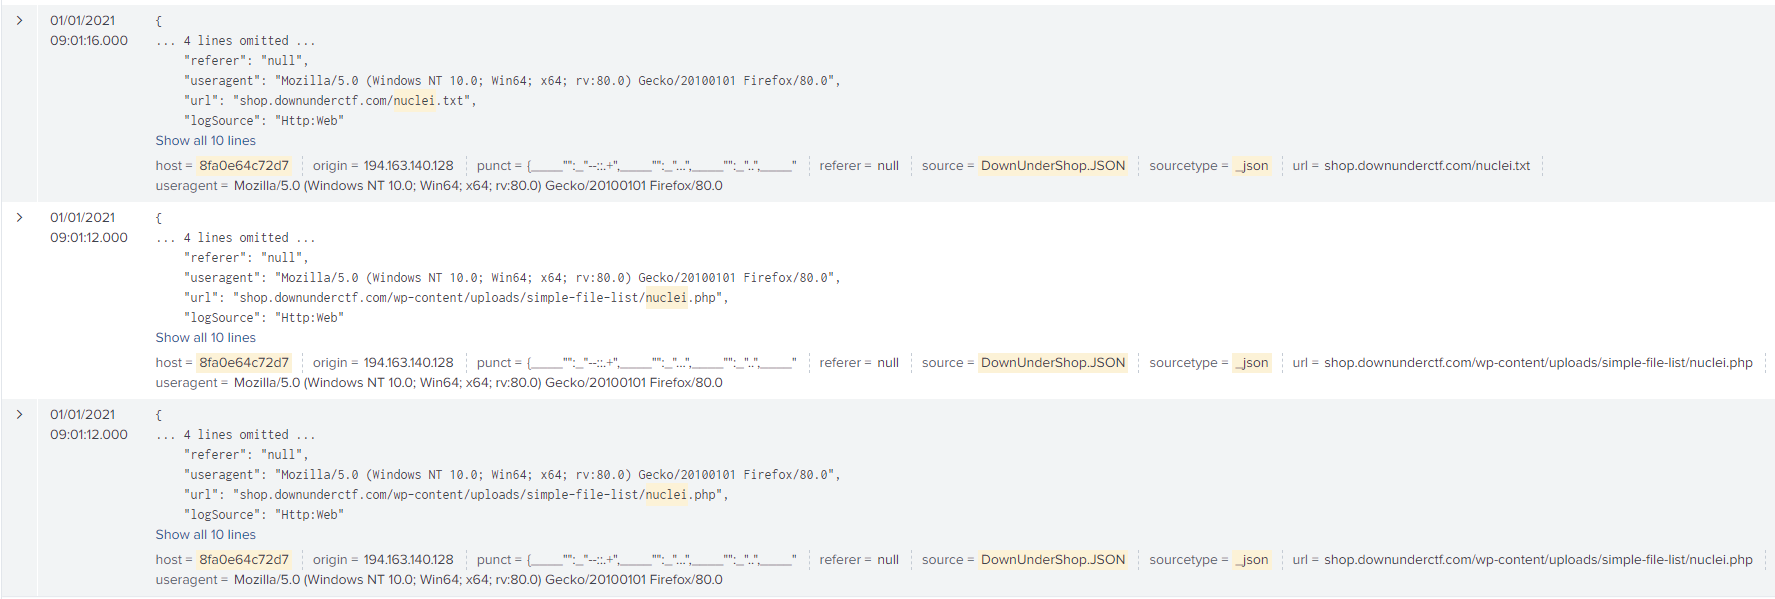 > 01/01/2021 {
09:01:16.000 ... 4 lines omitted ...
"referer": "null",
"useragent": "Mozilla/5.0 (Windows NT 10.0; Win64; x64; rv:80.0) Gecko/20100101 Firefox/80.0",
"url": "shop.downunderctf.com/nuclei.txt",
"logSource": "Http:Web"
Show all 10 lines
host = 8fa0e64c72d7 origin = 194.163.140.128 punct = {_____"":_"--::.+",_____"":_"...",_____"":_"..",_____" referer = null source = DownUnderShop.JSON sourcetype = _json url = shop.downunderctf.com/nuclei.txt
useragent = Mozilla/5.0 (Windows NT 10.0; Win64; x64; rv:80.0) Gecko/20100101 Firefox/80.0
> 01/01/2021 {
09:01:12.000 ... 4 lines omitted ...
"referer": "null",
"useragent": "Mozilla/5.0 (Windows NT 10.0; Win64; x64; rv:80.0) Gecko/20100101 Firefox/80.0",
"url": "shop.downunderctf.com/wp-content/uploads/simple-file-list/nuclei.php",
"logSource": "Http:Web"
Show all 10 lines
host = 8fa0e64c72d7 origin = 194.163.140.128 punct = {_____"":_"--::.+",_____"":_"...",_____"":_"..",_____" referer = null source = DownUnderShop.JSON sourcetype = _json url = shop.downunderctf.com/wp-content/uploads/simple-file-list/nuclei.php
useragent = Mozilla/5.0 (Windows NT 10.0; Win64; x64; rv:80.0) Gecko/20100101 Firefox/80.0
> 01/01/2021 {
09:01:12.000 ... 4 lines omitted ...
"referer": "null",
"useragent": "Mozilla/5.0 (Windows NT 10.0; Win64; x64; rv:80.0) Gecko/20100101 Firefox/80.0",
"url": "shop.downunderctf.com/wp-content/uploads/simple-file-list/nuclei.php",
"logSource": "Http:Web"
Show all 10 lines
host = 8fa0e64c72d7 origin = 194.163.140.128 punct = {_____"":_"--::.+",_____"":_"...",_____"":_"..",_____" referer = null source = DownUnderShop.JSON sourcetype = _json url = shop.downunderctf.com/wp-content/uploads/simple-file-list/nuclei.php
useragent = Mozilla/5.0 (Windows NT 10.0; Win64; x64; rv:80.0) Gecko/20100101 Firefox/80.0